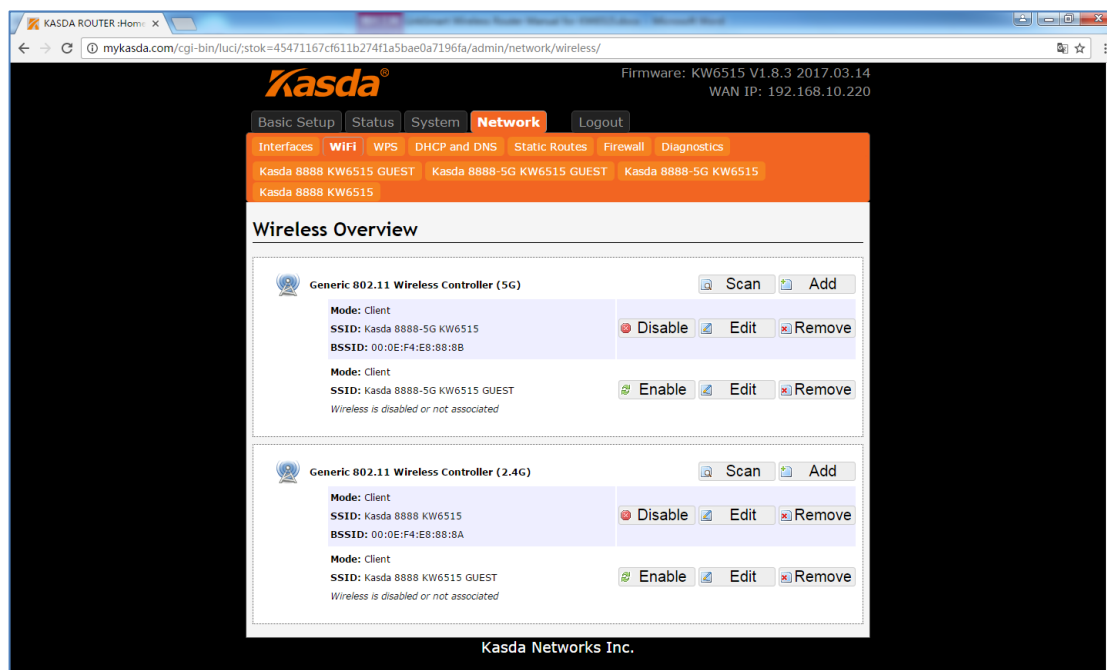 KASDA ROUTER :Home
mykasda.com/cgi-bin/luci/;stok=45471167cf611b274f1a5bae0a7196fa/admin/network/wireless/
Kasda®
Firmware: KW6515 V1.8.3 2017.03.14
WAN IP: 192.168.10.220
Basic Setup Status System Network Logout
Interfaces WiFi WPS DHCP and DNS Static Routes Firewall Diagnostics
Kasda 8888 KW6515 GUEST Kasda 8888-5G KW6515 GUEST Kasda 8888-5G KW6515
Kasda 8888 KW6515
Wireless Overview
Generic 802.11 Wireless Controller (5G) Scan Add
Mode: Client
SSID: Kasda 8888-5G KW6515 Disable Edit Remove
BSSID: 00:0E:F4:E8:88:8B
Mode: Client
SSID: Kasda 8888-5G KW6515 GUEST Enable Edit Remove
Wireless is disabled or not associated
Generic 802.11 Wireless Controller (2.4G) Scan Add
Mode: Client
SSID: Kasda 8888 KW6515 Disable Edit Remove
BSSID: 00:0E:F4:E8:88:8A
Mode: Client
SSID: Kasda 8888 KW6515 GUEST Enable Edit Remove
Wireless is disabled or not associated
Kasda Networks Inc.